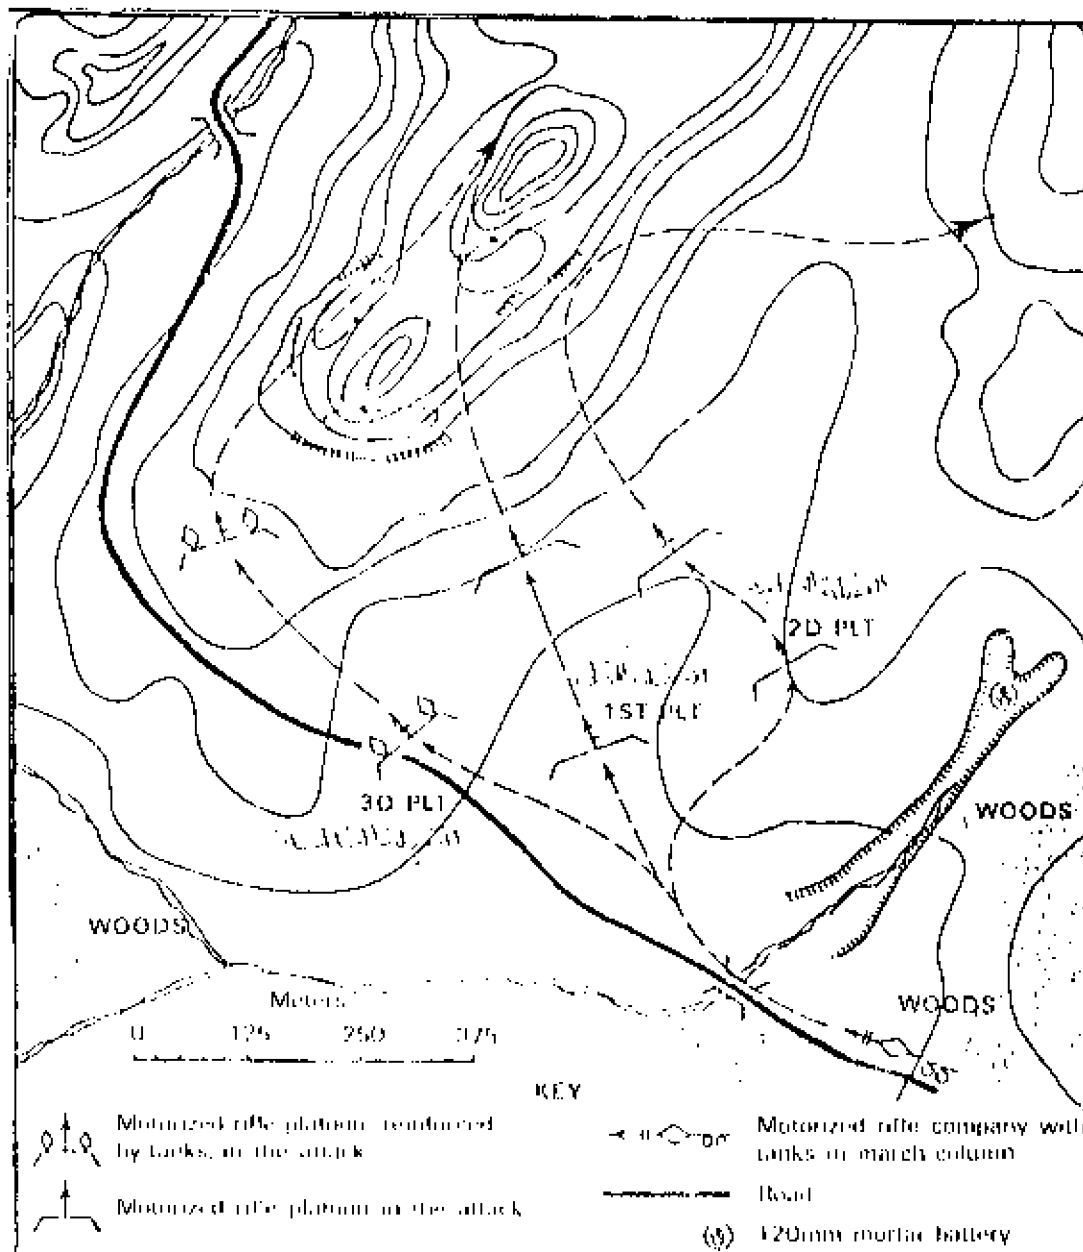 2D PLT
1ST PLT
3D PLT
WOODS
WOODS
WOODS
Meters
0 125 250 375
KEY
Motorized rifle platoon, reinforced
by tanks, in the attack
Motorized rifle platoon in the attack
Motorized rifle company with
tanks in march column
Road
120mm mortar battery